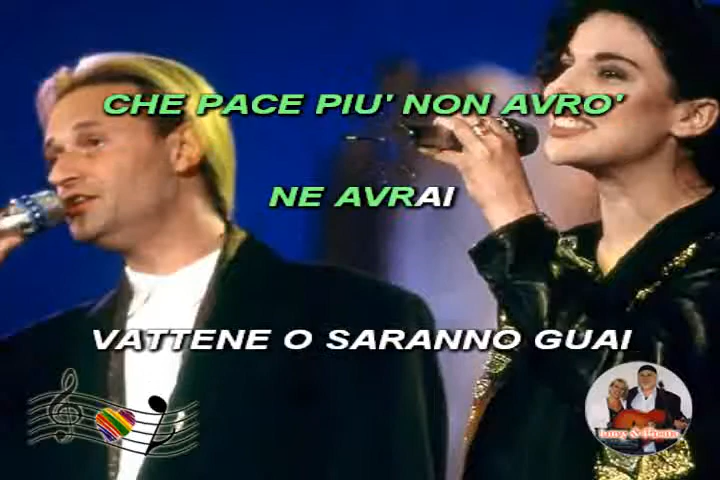 CHE PACE PIU' NON AVRO'
NE AVRAI
VATTENE O SARANNO GUAI